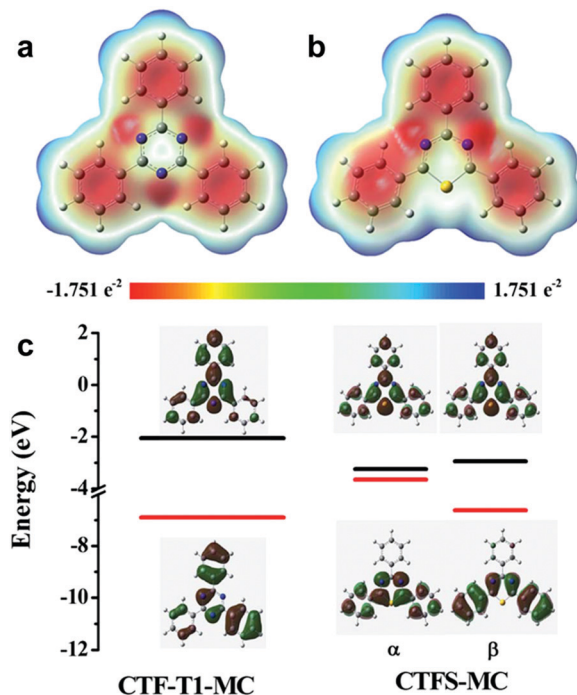 a
b
-1.751 e⁻²
1.751 e⁻²
c
Energy (eV)
2
0
-2
-4
-8
-10
-12
α
β
CTF-T1-MC
CTFS-MC